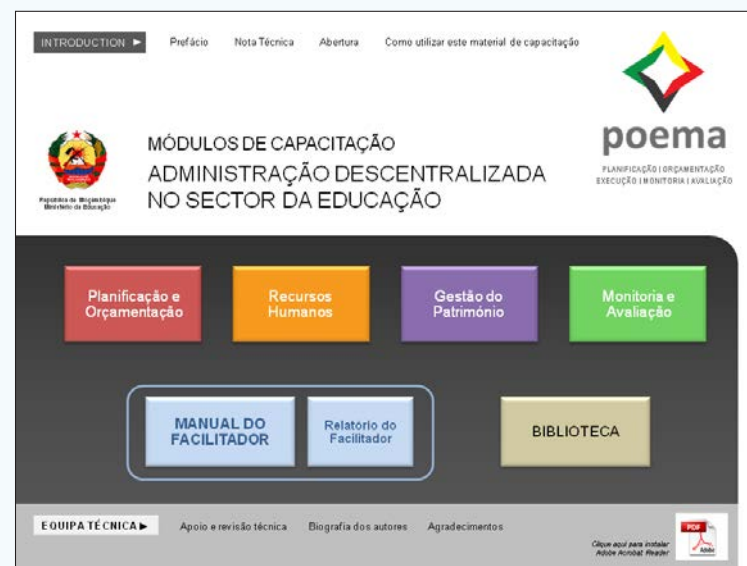 INTRODUCTION ► Prefácio Nota Técnica Abertura Como utilizar este material de capacitação
poema
PLANIFICAÇÃO | ORÇAMENTAÇÃO
EXECUÇÃO | MONITORIA | AVALIAÇÃO
República de Moçambique
Ministério da Educação
MÓDULOS DE CAPACITAÇÃO
ADMINISTRAÇÃO DESCENTRALIZADA
NO SECTOR DA EDUCAÇÃO
Planificação e
Orçamentação
Recursos
Humanos
Gestão do
Património
Monitoria e
Avaliação
MANUAL DO
FACILITADOR
Relatório do
Facilitador
BIBLIOTECA
EQUIPA TÉCNICA ► Apoio e revisão técnica Biografia dos autores Agradecimentos
Clique aqui para instalar
Adobe Acrobat Reader
PDF
Adobe